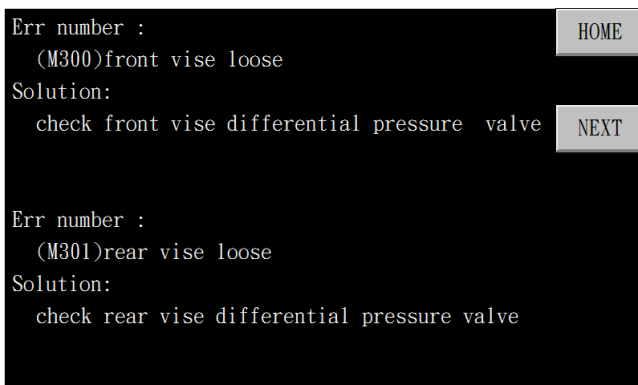 Err number :
(M300)front vise loose
Solution:
check front vise differential pressure valve
Err number :
(M301)rear vise loose
Solution:
check rear vise differential pressure valve
HOME
NEXT